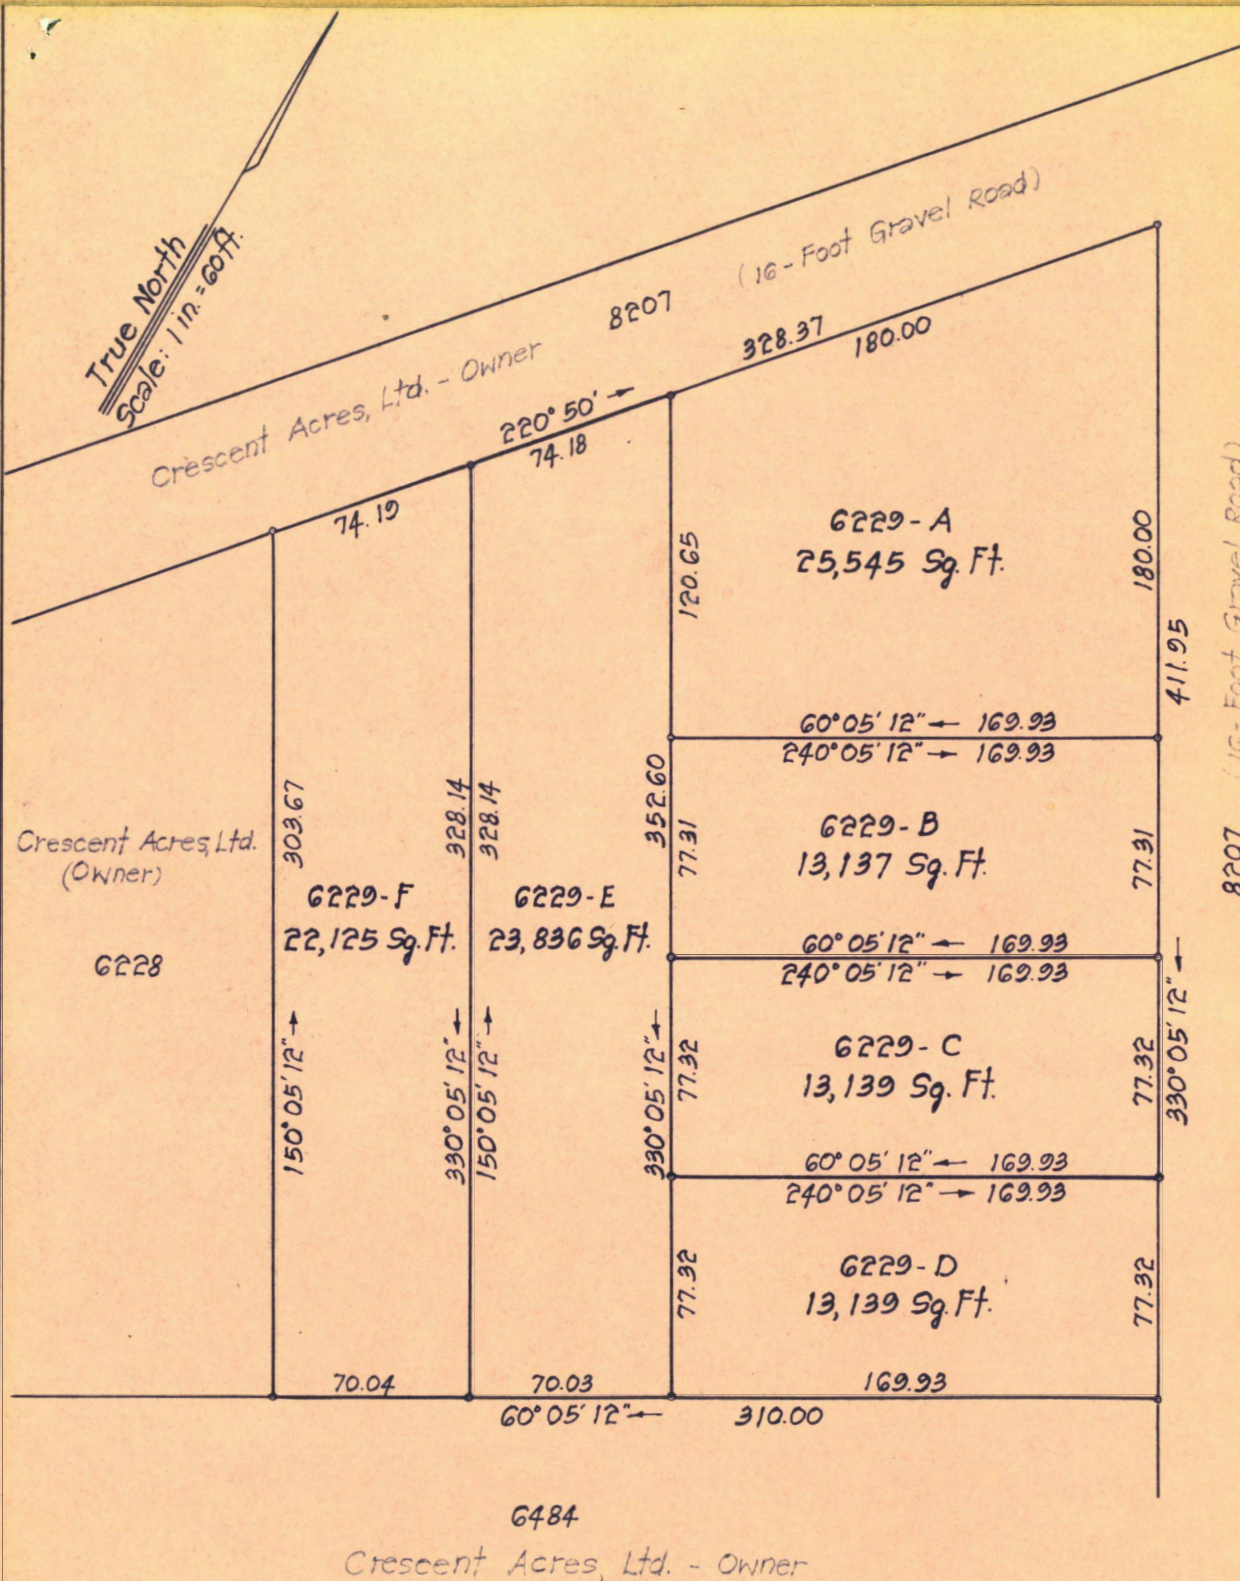 True North
Scale: 1 in. = 60 ft.
(16-Foot Gravel Road)
8207
Crescent Acres, Ltd. - Owner
328.37
180.00
220° 50' →
74.18
74.19
6229-A
25,545 Sq. Ft.
120.65
180.00
411.95
60° 05' 12" ← 169.93
240° 05' 12" → 169.93
8207 (16-Foot Gravel Road)
303.67
328.14
328.14
352.60
77.31
6229-B
13,137 Sq. Ft.
77.31
Crescent Acres, Ltd.
(Owner)
6228
6229-F
22,125 Sq. Ft.
6229-E
23,836 Sq. Ft.
60° 05' 12" ← 169.93
240° 05' 12" → 169.93
150° 05' 12" →
330° 05' 12" ←
150° 05' 12" →
330° 05' 12" ←
77.32
6229-C
13,139 Sq. Ft.
77.32
330° 05' 12" ←
60° 05' 12" ← 169.93
240° 05' 12" → 169.93
77.32
6229-D
13,139 Sq. Ft.
77.32
70.04
70.03
169.93
60° 05' 12" ←
310.00
6484
Crescent Acres, Ltd. - Owner